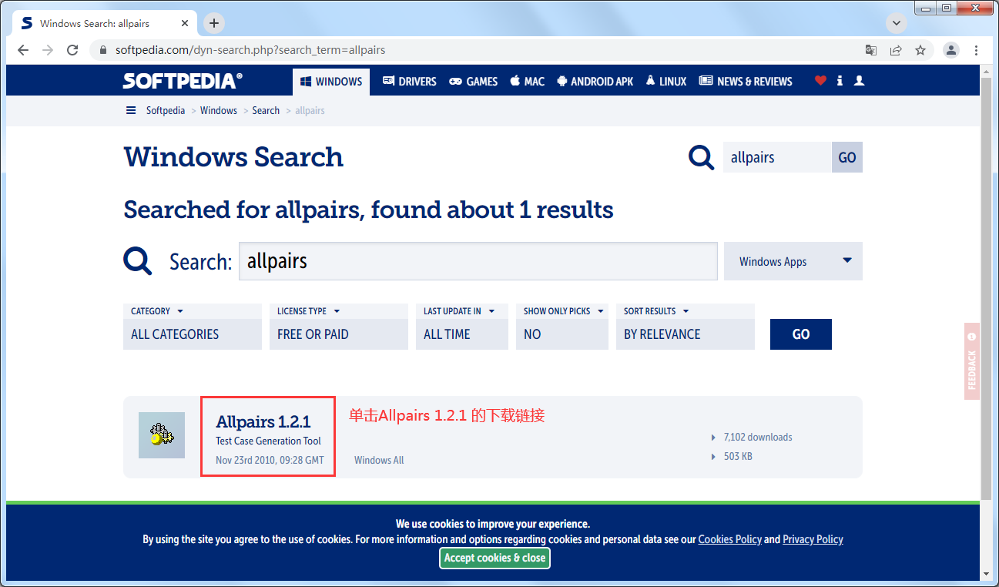 Windows Search: allpairs
softpedia.com/dyn-search.php?search_term=allpairs
SOFTPEDIA® WINDOWS DRIVERS GAMES MAC ANDROID APK LINUX NEWS & REVIEWS
Softpedia > Windows > Search > allpairs
Windows Search
allpairs GO
Searched for allpairs, found about 1 results
Search: allpairs Windows Apps
CATEGORY LICENSE TYPE LAST UPDATE IN SHOW ONLY PICKS SORT RESULTS
ALL CATEGORIES FREE OR PAID ALL TIME NO BY RELEVANCE GO
FEEDBACK
Allpairs 1.2.1 单击Allpairs 1.2.1 的下载链接
Test Case Generation Tool 7,102 downloads
Nov 23rd 2010, 09:28 GMT Windows All 503 KB
We use cookies to improve your experience.
By using the site you agree to the use of cookies. For more information and options regarding cookies and personal data see our Cookies Policy and Privacy Policy
Accept cookies & close